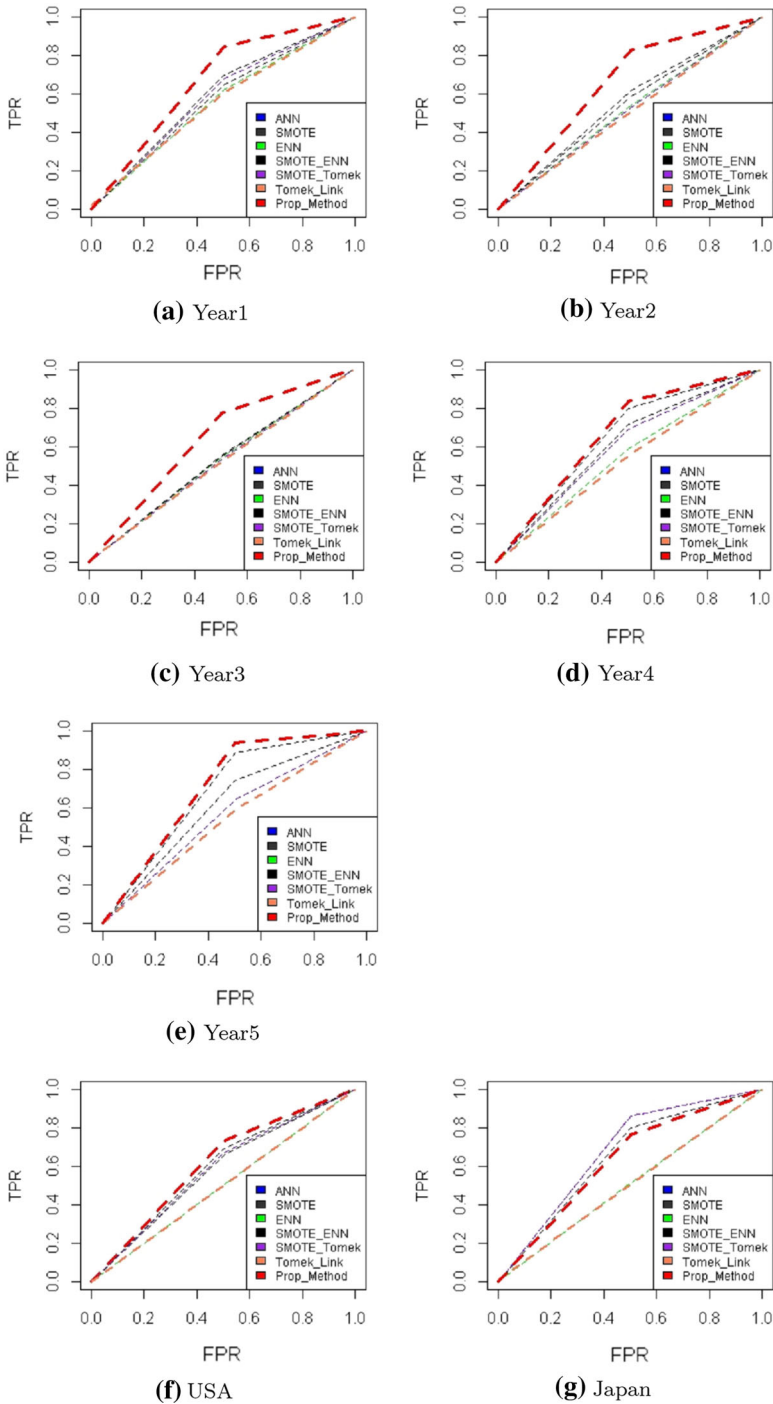 1.0
0.8
0.6
0.4
0.2
0.0
TPR
ANN
SMOTE
ENN
SMOTE_ENN
SMOTE_Tomek
Tomek_Link
Prop_Method
0.0 0.2 0.4 0.6 0.8 1.0
FPR
(a) Year1
1.0
0.8
0.6
0.4
0.2
0.0
TPR
ANN
SMOTE
ENN
SMOTE_ENN
SMOTE_Tomek
Tomek_Link
Prop_Method
0.0 0.2 0.4 0.6 0.8 1.0
FPR
(b) Year2
1.0
0.8
0.6
0.4
0.2
0.0
TPR
ANN
SMOTE
ENN
SMOTE_ENN
SMOTE_Tomek
Tomek_Link
Prop_Method
0.0 0.2 0.4 0.6 0.8 1.0
FPR
(c) Year3
1.0
0.8
0.6
0.4
0.2
0.0
TPR
ANN
SMOTE
ENN
SMOTE_ENN
SMOTE_Tomek
Tomek_Link
Prop_Method
0.0 0.2 0.4 0.6 0.8 1.0
FPR
(d) Year4
1.0
0.8
0.6
0.4
0.2
0.0
TPR
ANN
SMOTE
ENN
SMOTE_ENN
SMOTE_Tomek
Tomek_Link
Prop_Method
0.0 0.2 0.4 0.6 0.8 1.0
FPR
(e) Year5
1.0
0.8
0.6
0.4
0.2
0.0
TPR
ANN
SMOTE
ENN
SMOTE_ENN
SMOTE_Tomek
Tomek_Link
Prop_Method
0.0 0.2 0.4 0.6 0.8 1.0
FPR
(f) USA
1.0
0.8
0.6
0.4
0.2
0.0
TPR
ANN
SMOTE
ENN
SMOTE_ENN
SMOTE_Tomek
Tomek_Link
Prop_Method
0.0 0.2 0.4 0.6 0.8 1.0
FPR
(g) Japan